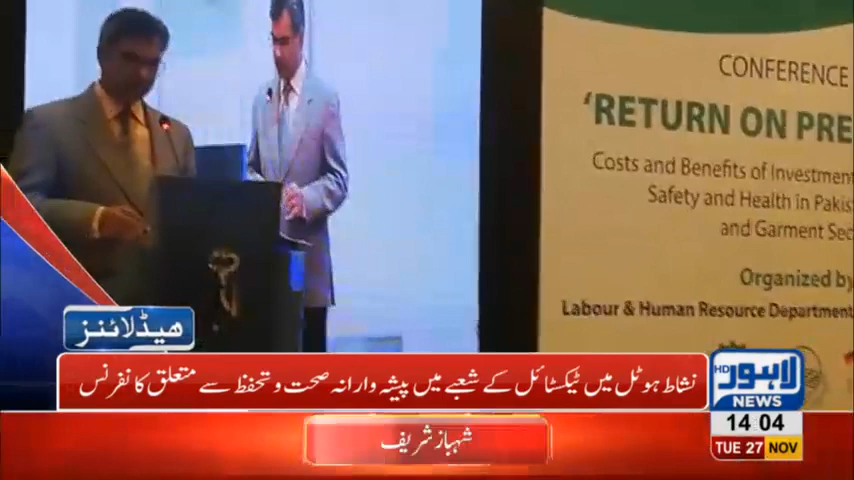 CONFERENCE
'RETURN ON PRE
Costs and Benefits of Investment
Safety and Health in Pakis
and Garment Sec
Organized by
Labour & Human Resource Department
ہیڈلائنز
نشاط ہوٹل میں ٹیکسٹائل کے شعبے میں پیشہ وارانہ صحت و تحفظ سے متعلق کانفرنس
شہباز شریف
لاہور HD
NEWS
14 04
TUE 27 NOV